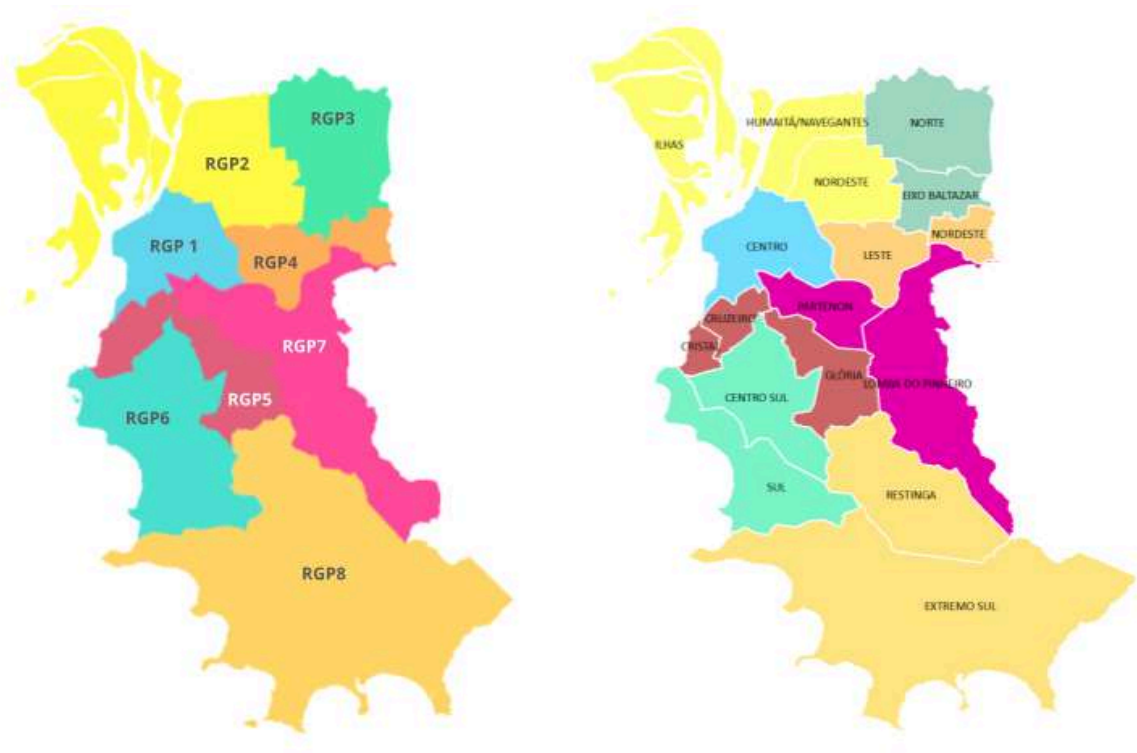 RGP3
RGP2
RGP 1
RGP4
RGP7
RGP5
RGP6
RGP8
HUMAITÁ/NAVEGANTES
NORTE
ILHAS
NOROESTE
EIXO BALTAZAR
NORDESTE
CENTRO
LESTE
PARTENON
CRUZEIRO
CRISTAL
GLÓRIA
LOMBA DO PINHEIRO
CENTRO SUL
SUL
RESTINGA
EXTREMO SUL